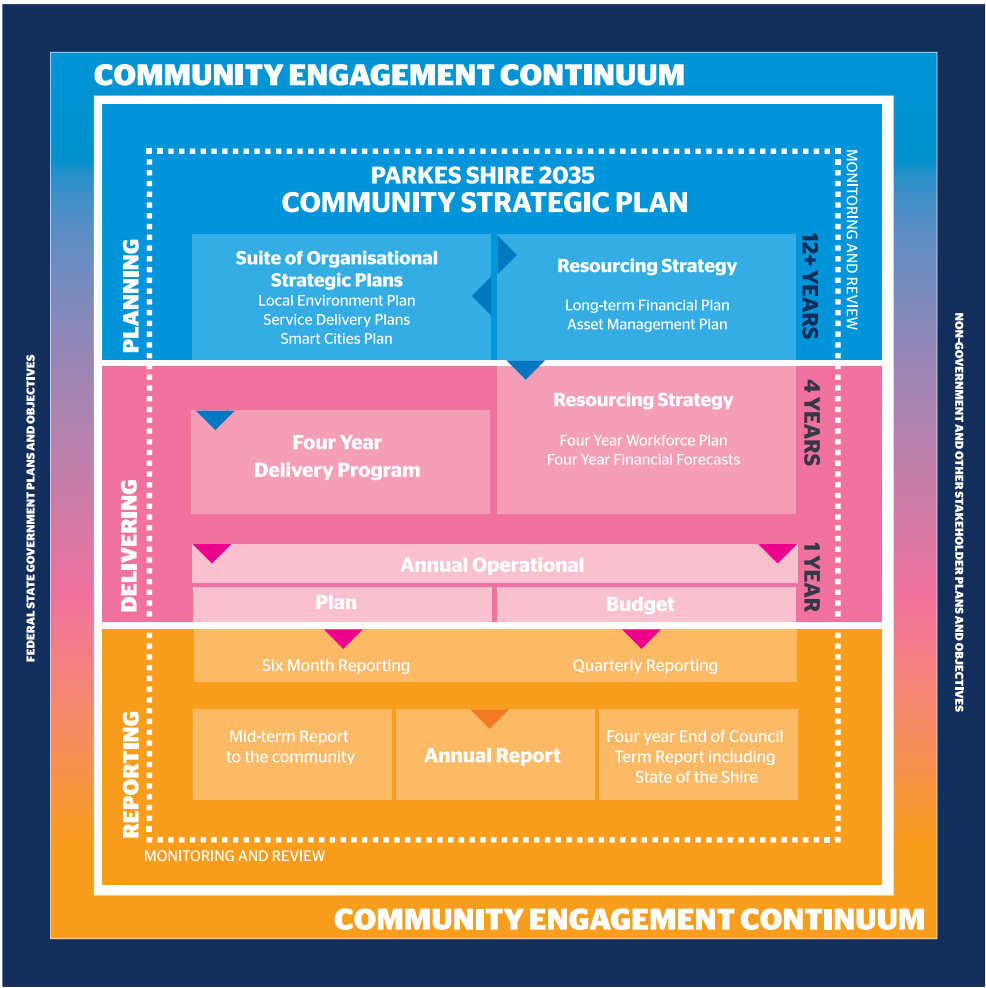 COMMUNITY ENGAGEMENT CONTINUUM
MONITORING AND REVIEW
PARKES SHIRE 2035
COMMUNITY STRATEGIC PLAN
PLANNING
Suite of Organisational
Strategic Plans
Local Environment Plan
Service Delivery Plans
Smart Cities Plan
Resourcing Strategy
Long-term Financial Plan
Asset Management Plan
12+ YEARS
FEDERAL STATE GOVERNMENT PLANS AND OBJECTIVES
NON-GOVERNMENT AND OTHER STAKEHOLDER PLANS AND OBJECTIVES
DELIVERING
Four Year
Delivery Program
Resourcing Strategy
Four Year Workforce Plan
Four Year Financial Forecasts
4 YEARS
Annual Operational
Plan
Budget
1 YEAR
REPORTING
Six Month Reporting
Quarterly Reporting
Mid-term Report
to the community
Annual Report
Four year End of Council
Term Report including
State of the Shire
MONITORING AND REVIEW
COMMUNITY ENGAGEMENT CONTINUUM